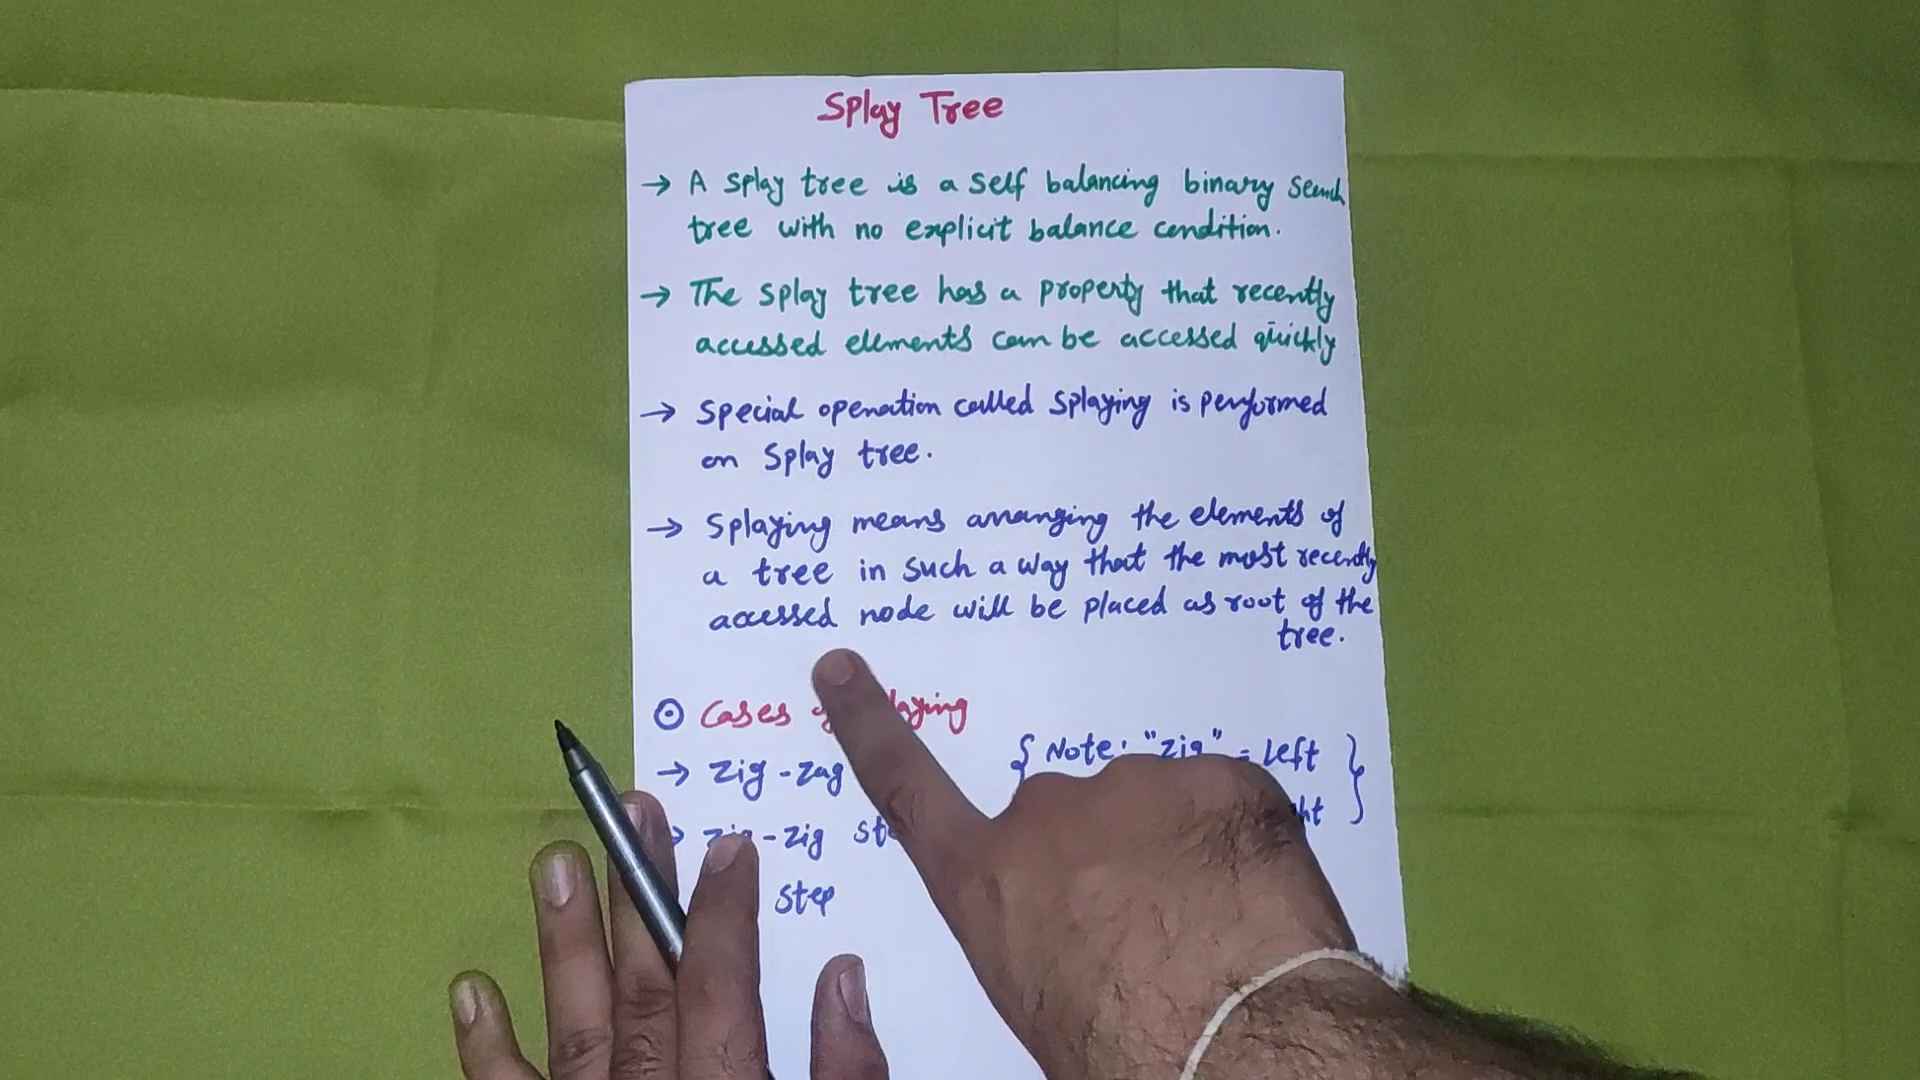 Splay Tree
→ A splay tree is a self balancing binary search
tree with no explicit balance condition.
→ The splay tree has a property that recently
accessed elements can be accessed quickly
→ Special operation called splaying is performed
on splay tree.
→ Splaying means arranging the elements of
a tree in such a way that the most recently
accessed node will be placed as root of the
tree.
⊙ Cases of
→ zig-zag
{ Note: "zig" = Left }
→ zig-zig
step